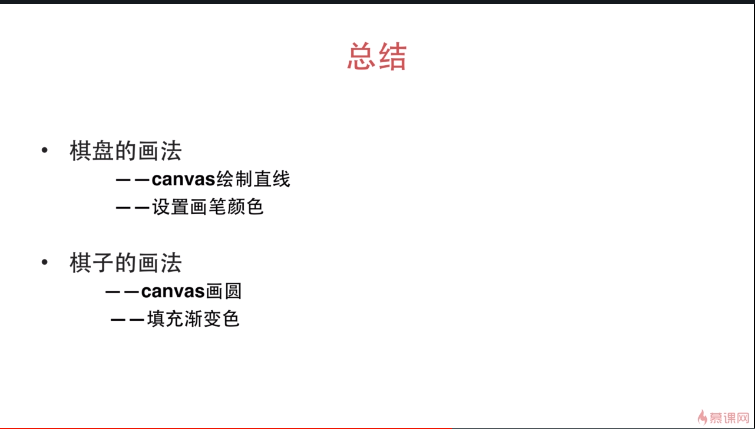 总结
• 棋盘的画法
——canvas绘制直线
——设置画笔颜色
• 棋子的画法
——canvas画圆
——填充渐变色
慕课网